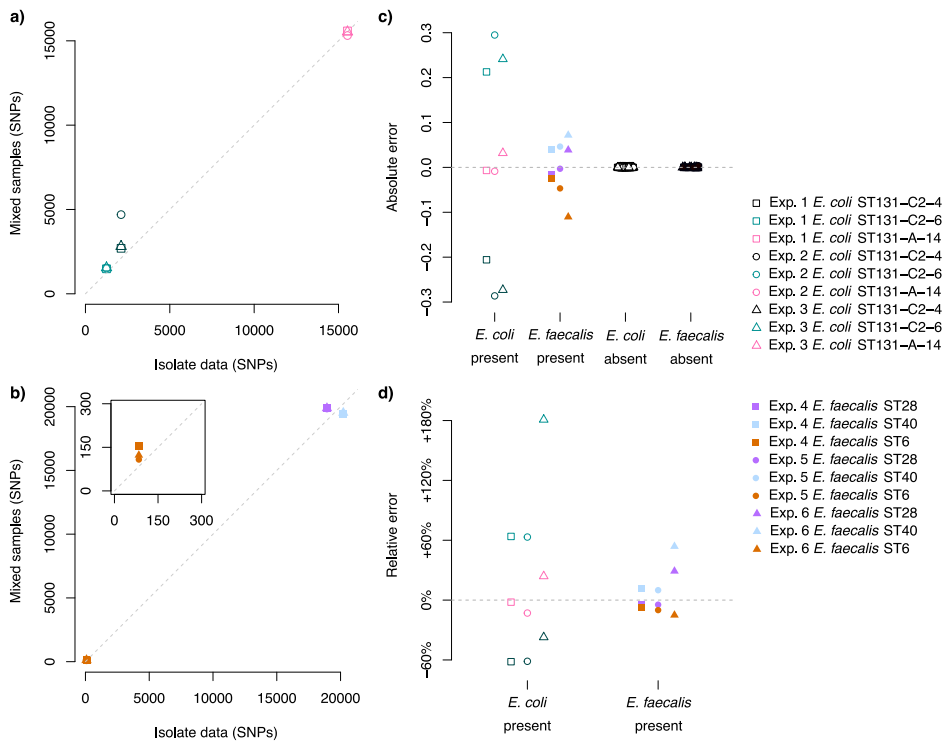 a)
Mixed samples (SNPs)
15000
10000
5000
0
0 5000 10000 15000
Isolate data (SNPs)
b)
Mixed samples (SNPs)
20000
15000
10000
5000
0
300
150
0
0 150 300
0 5000 10000 15000 20000
Isolate data (SNPs)
c)
Absolute error
0.3
0.2
0.1
0.0
−0.1
−0.2
−0.3
E. coli E. faecalis E. coli E. faecalis
present present absent absent
Exp. 1 E. coli ST131−C2−4
Exp. 1 E. coli ST131−C2−6
Exp. 1 E. coli ST131−A−14
Exp. 2 E. coli ST131−C2−4
Exp. 2 E. coli ST131−C2−6
Exp. 2 E. coli ST131−A−14
Exp. 3 E. coli ST131−C2−4
Exp. 3 E. coli ST131−C2−6
Exp. 3 E. coli ST131−A−14
d)
Relative error
+180%
+120%
+60%
0%
−60%
E. coli E. faecalis
present present
Exp. 4 E. faecalis ST28
Exp. 4 E. faecalis ST40
Exp. 4 E. faecalis ST6
Exp. 5 E. faecalis ST28
Exp. 5 E. faecalis ST40
Exp. 5 E. faecalis ST6
Exp. 6 E. faecalis ST28
Exp. 6 E. faecalis ST40
Exp. 6 E. faecalis ST6